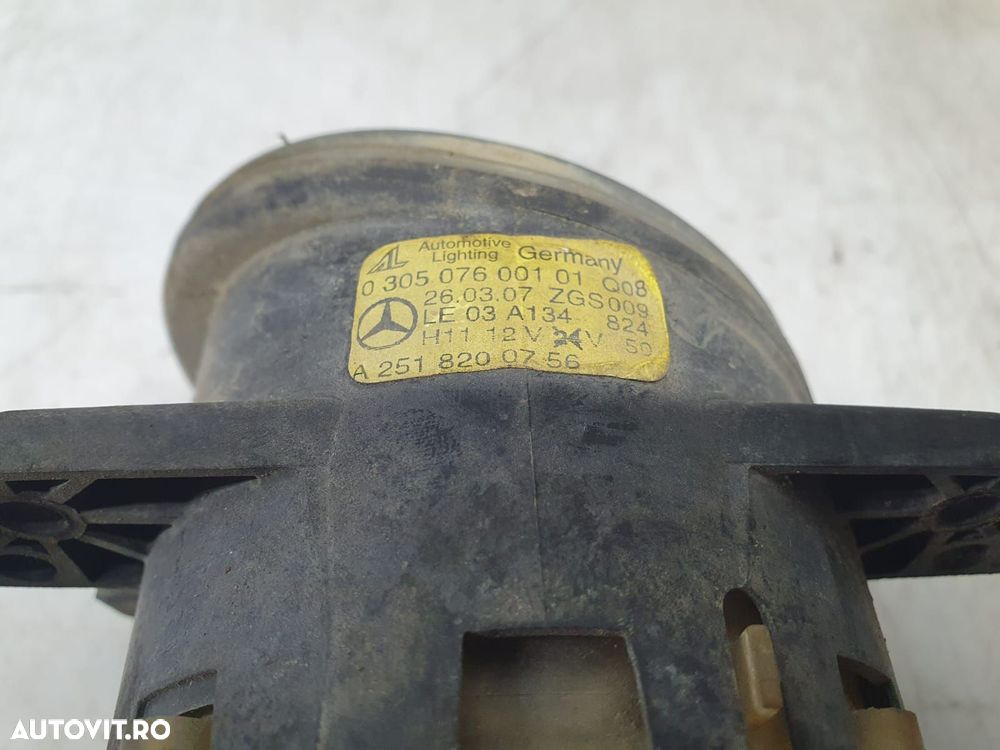 AL Automotive Lighting Germany
0 305 076 001 01 Q08
26.03.07 ZGS009
LE 03 A134 824
H11 12V 24V 50
A 251 820 07 56
AUTOVIT.RO